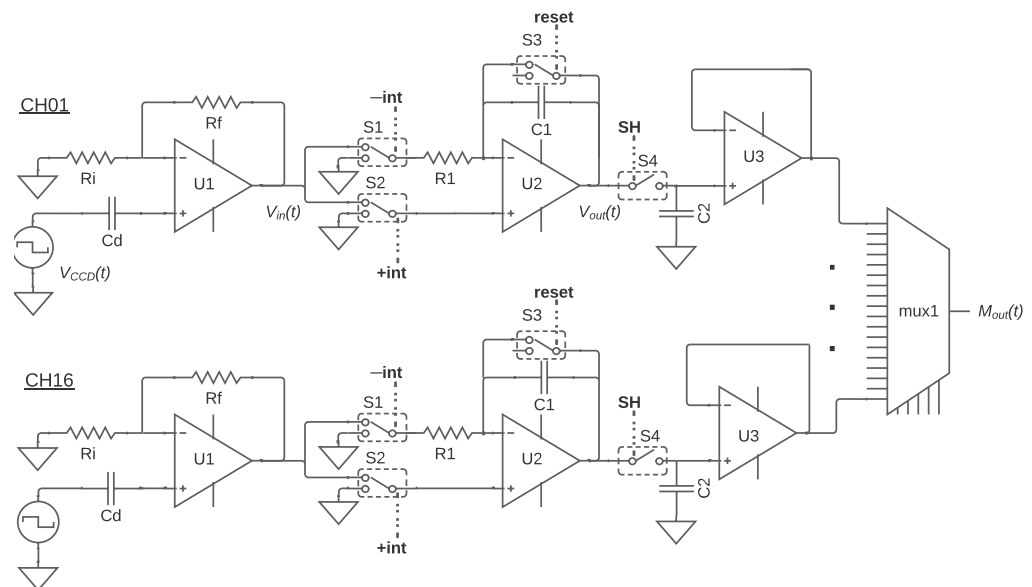 reset
S3
CH01
–int
Rf
S1
C1
SH
S4
U3
Ri
U1
S2
R1
U2
C2
Cd
Vin(t)
Vout(t)
VCCD(t)
+int
mux1
Mout(t)
reset
S3
CH16
–int
Rf
S1
C1
SH
S4
U3
Ri
U1
S2
R1
U2
C2
Cd
+int